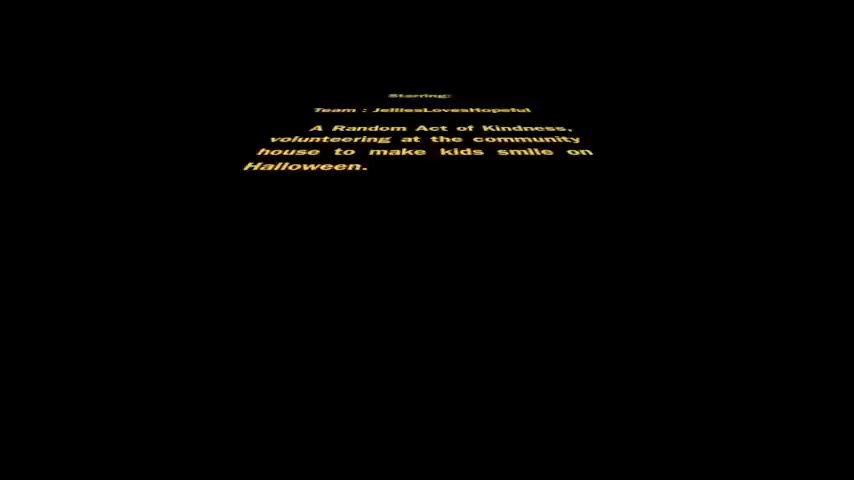 Starring:
Team : JelliesLovesHopeful
A Random Act of Kindness,
volunteering at the community
house to make kids smile on
Halloween.